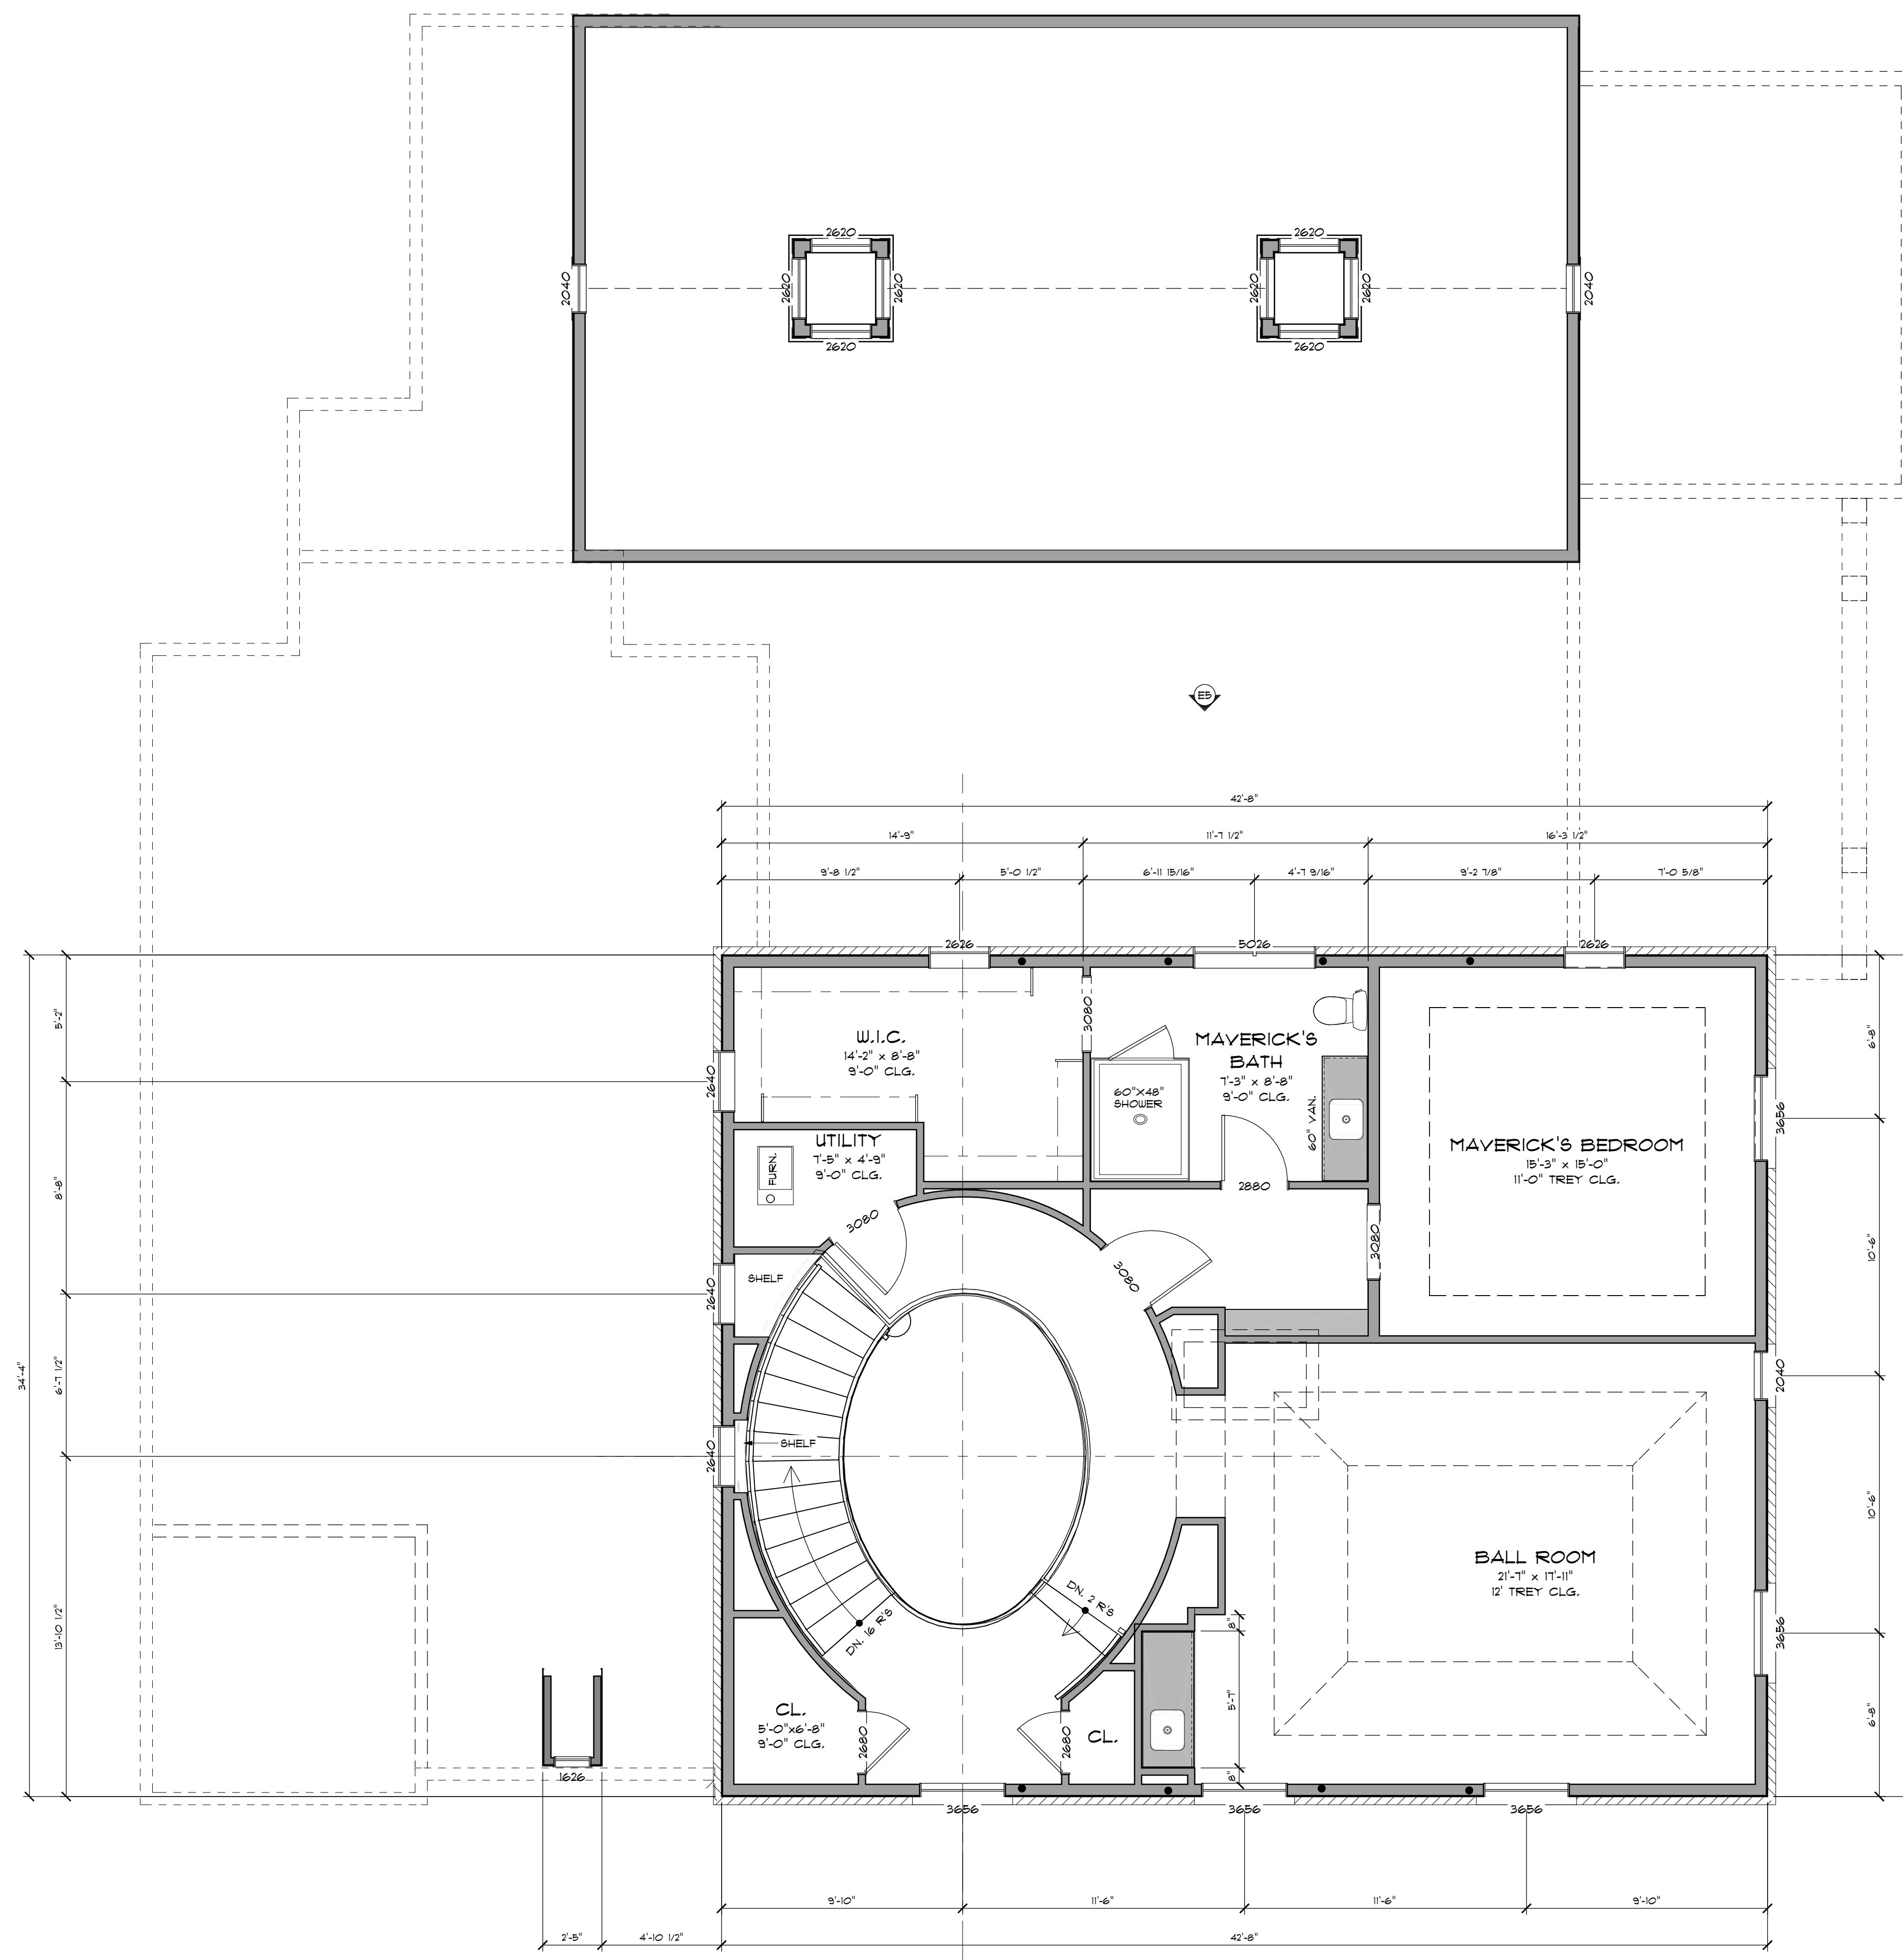 2620
2620
2620
2620
2620
2620
2620
2620
2040
2040
E5
42'-8"
14'-9"
11'-7 1/2"
16'-3 1/2"
9'-8 1/2"
5'-0 1/2"
6'-11 15/16"
4'-7 9/16"
9'-2 7/8"
7'-0 5/8"
2626
5026
2626
34'-4"
5'-2"
8'-8"
6'-7 1/2"
13'-10 1/2"
2640
2640
2640
W.I.C.
14'-2" x 8'-8"
9'-0" CLG.
3080
MAVERICK'S
BATH
7'-3" x 8'-8"
9'-0" CLG.
60"X48"
SHOWER
60" VAN.
2880
UTILITY
7'-5" x 4'-9"
9'-0" CLG.
FURN.
3080
3080
3080
MAVERICK'S BEDROOM
15'-3" x 15'-0"
11'-0" TREY CLG.
3656
2040
3656
6'-8"
10'-6"
10'-6"
6'-8"
SHELF
SHELF
DN. 16 R'S
DN. 2 R'S
BALL ROOM
21'-7" x 17'-11"
12' TREY CLG.
8"
5'-7"
8"
CL.
5'-0"x6'-8"
9'-0" CLG.
2680
2680
CL.
1626
3656
3656
3656
9'-10"
11'-6"
11'-6"
9'-10"
2'-5"
4'-10 1/2"
42'-8"